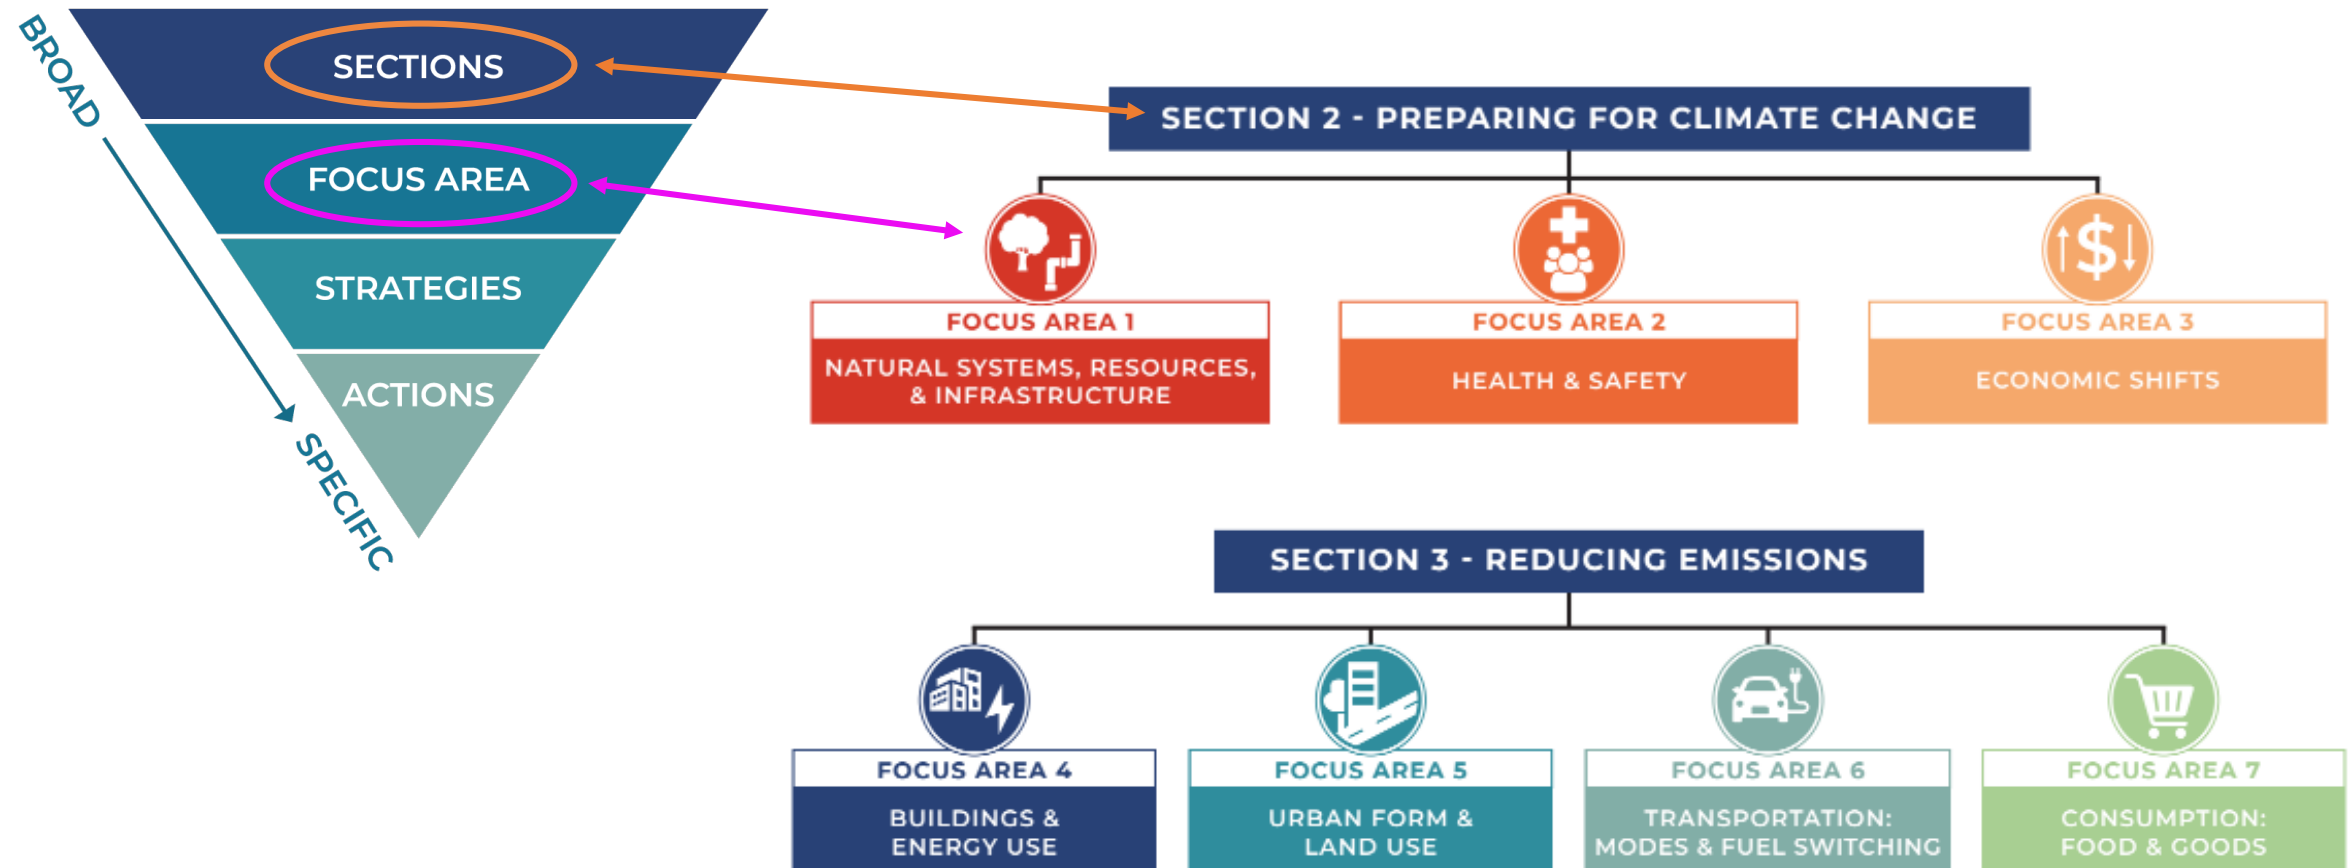 BROAD
SECTIONS
FOCUS AREA
STRATEGIES
ACTIONS
SPECIFIC
SECTION 2 - PREPARING FOR CLIMATE CHANGE
FOCUS AREA 1
NATURAL SYSTEMS, RESOURCES,
& INFRASTRUCTURE
FOCUS AREA 2
HEALTH & SAFETY
$
FOCUS AREA 3
ECONOMIC SHIFTS
SECTION 3 - REDUCING EMISSIONS
FOCUS AREA 4
BUILDINGS &
ENERGY USE
FOCUS AREA 5
URBAN FORM &
LAND USE
FOCUS AREA 6
TRANSPORTATION:
MODES & FUEL SWITCHING
FOCUS AREA 7
CONSUMPTION:
FOOD & GOODS